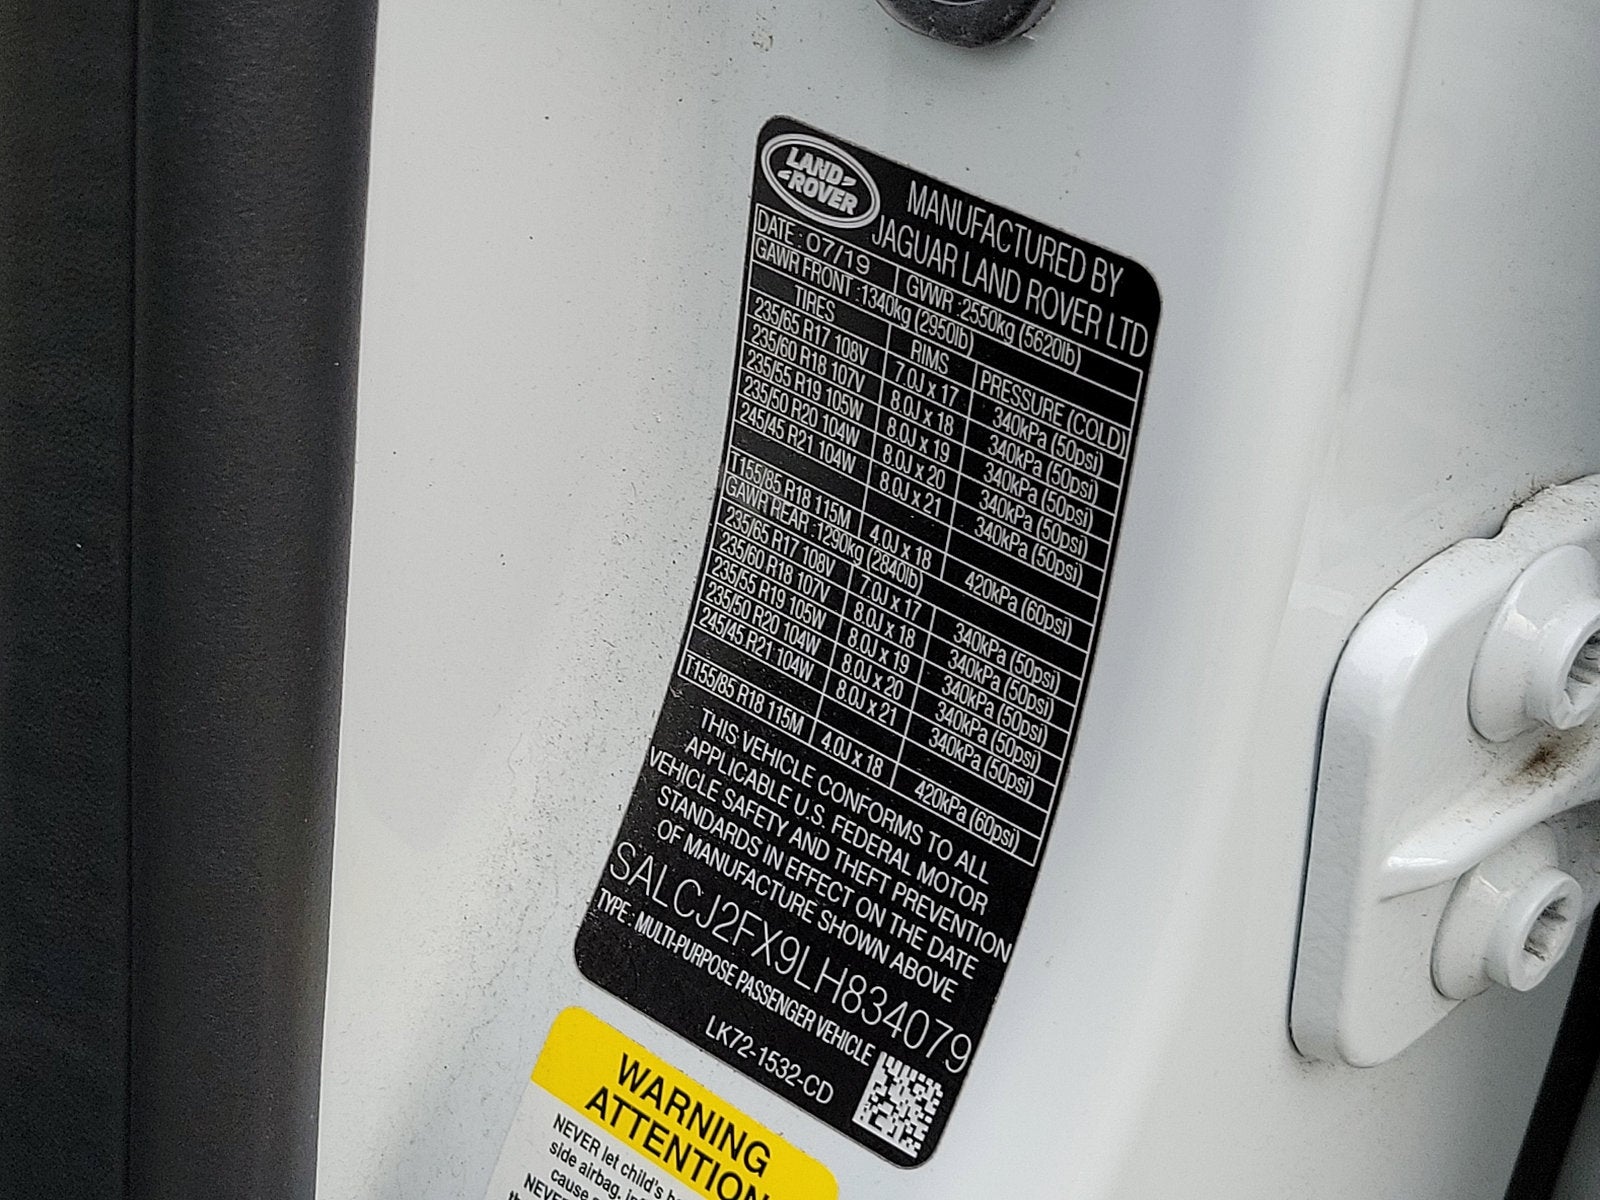 LAND
ROVER
MANUFACTURED BY
JAGUAR LAND ROVER LTD
DATE : 07/19 GVWR :2550kg (5620lb)
GAWR FRONT :1340kg (2950lb)
TIRES RIMS PRESSURE (COLD)
235/65 R17 108V 7.0J x 17 340kPa (50psi)
235/60 R18 107V 8.0J x 18 340kPa (50psi)
235/55 R19 105W 8.0J x 19 340kPa (50psi)
235/50 R20 104W 8.0J x 20 340kPa (50psi)
245/45 R21 104W 8.0J x 21 340kPa (50psi)
T155/85 R18 115M 4.0J x 18 420kPa (60psi)
GAWR REAR :1290kg (2840lb)
235/65 R17 108V 7.0J x 17 340kPa (50psi)
235/60 R18 107V 8.0J x 18 340kPa (50psi)
235/55 R19 105W 8.0J x 19 340kPa (50psi)
235/50 R20 104W 8.0J x 20 340kPa (50psi)
245/45 R21 104W 8.0J x 21 340kPa (50psi)
T155/85 R18 115M 4.0J x 18 420kPa (60psi)
THIS VEHICLE CONFORMS TO ALL
APPLICABLE U.S. FEDERAL MOTOR
VEHICLE SAFETY AND THEFT PREVENTION
STANDARDS IN EFFECT ON THE DATE
OF MANUFACTURE SHOWN ABOVE
SALCJ2FX9LH834079
TYPE : MULTI-PURPOSE PASSENGER VEHICLE
LK72-1532-CD
WARNING
ATTENTION
NEVER let child's
side airbag,
cause
NEVER